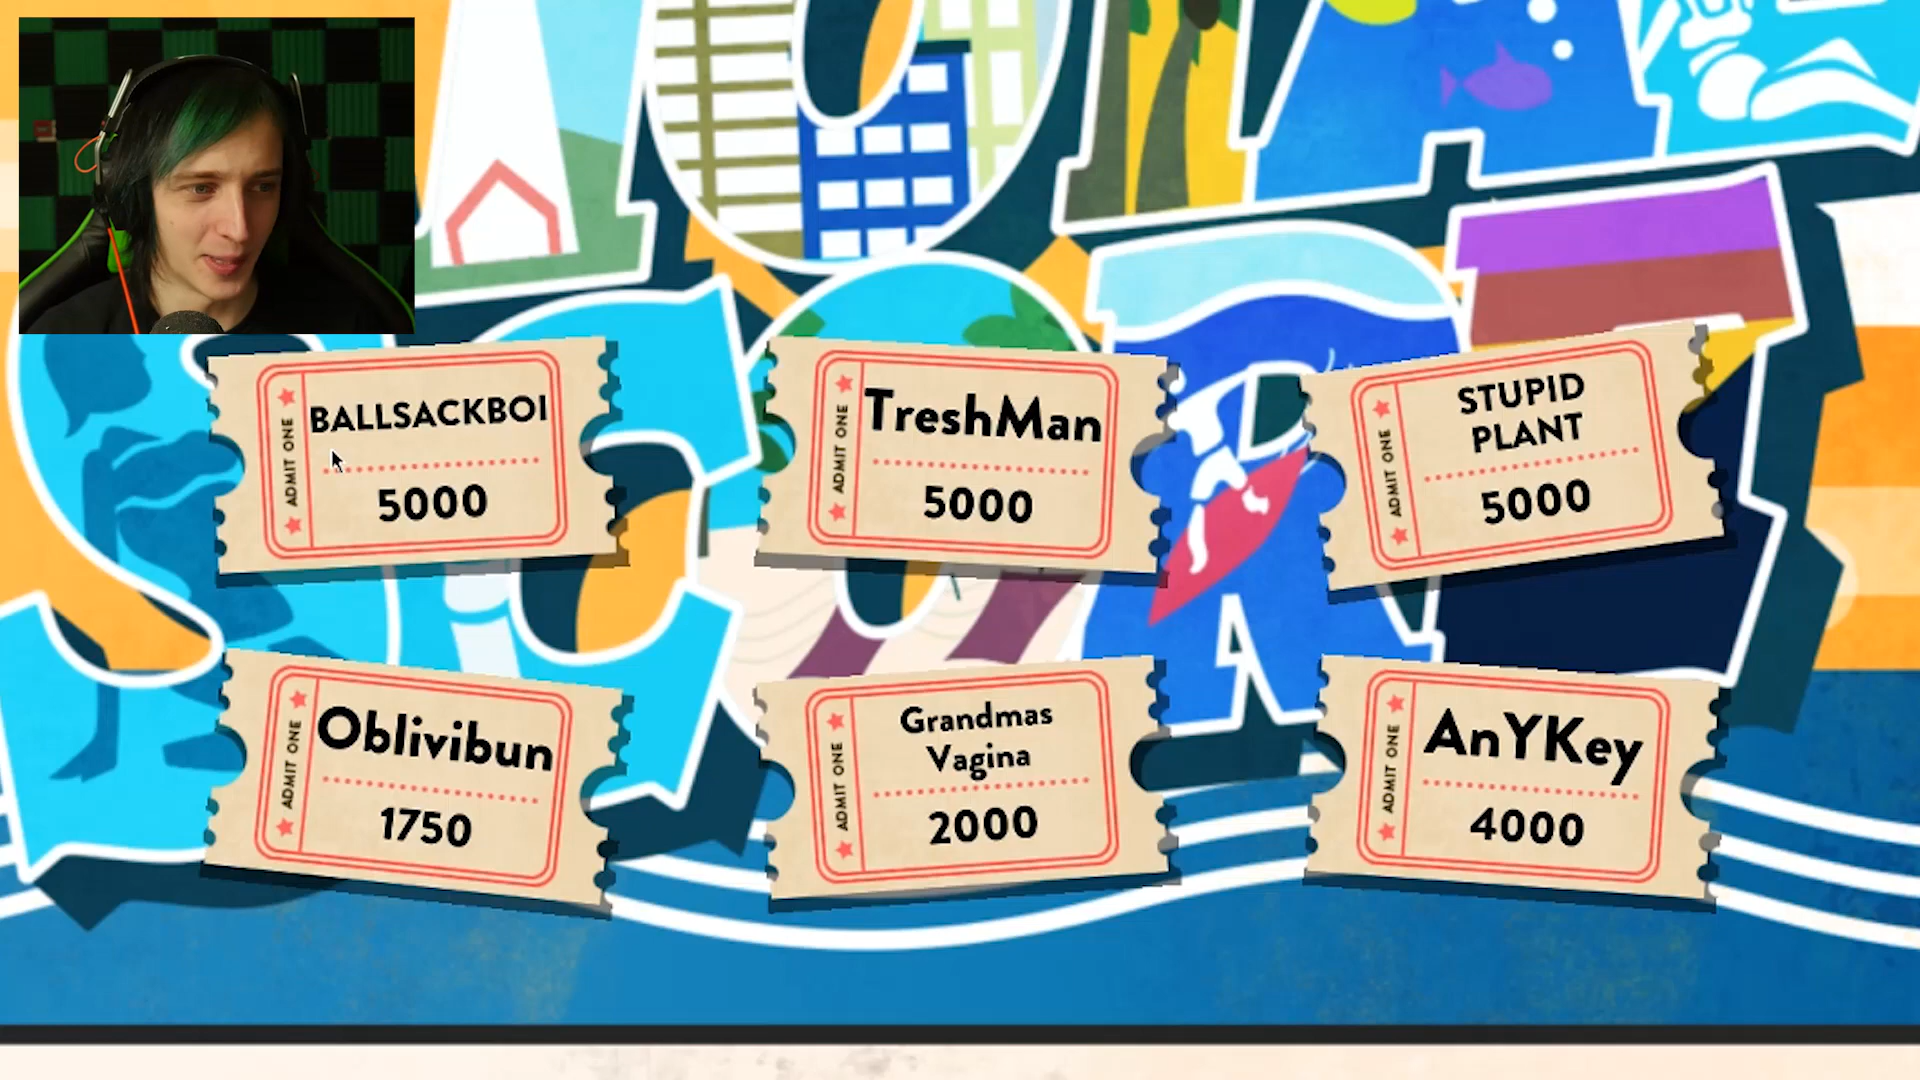 ADMIT ONE
BALLSACKBOI
5000
ADMIT ONE
TreshMan
5000
ADMIT ONE
STUPID
PLANT
5000
ADMIT ONE
Oblivibun
1750
ADMIT ONE
Grandmas
Vagina
2000
ADMIT ONE
AnYKey
4000